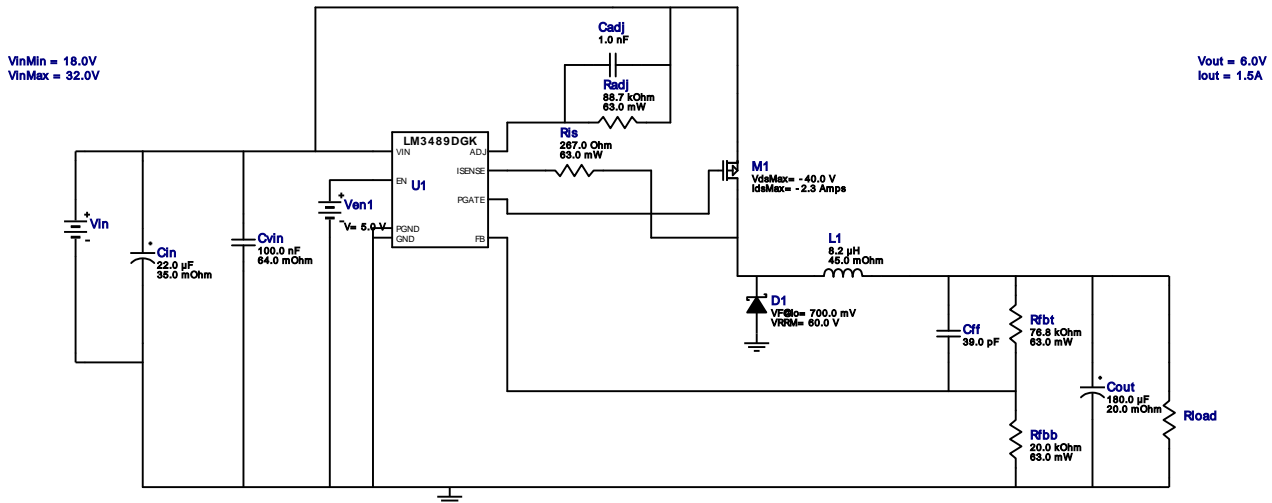 VinMin = 18.0V
VinMax = 32.0V
Vout = 6.0V
Iout = 1.5A
Cadj
1.0 nF
Radj
88.7 kOhm
63.0 mW
Ris
267.0 Ohm
63.0 mW
LM3489DGK
VIN
ADJ
ISENSE
EN
U1
PGATE
PGND
GND
FB
M1
VdsMax= -40.0 V
IdsMax= -2.3 Amps
+
Vin
-
+
Ven1
-
V= 5.0 V
Cin
22.0 µF
35.0 mOhm
Cvin
100.0 nF
64.0 mOhm
L1
8.2 µH
45.0 mOhm
D1
VF@Io= 700.0 mV
VRRM= 60.0 V
Cff
39.0 pF
Rfbt
76.8 kOhm
63.0 mW
Cout
180.0 µF
20.0 mOhm
Rload
Rfbb
20.0 kOhm
63.0 mW